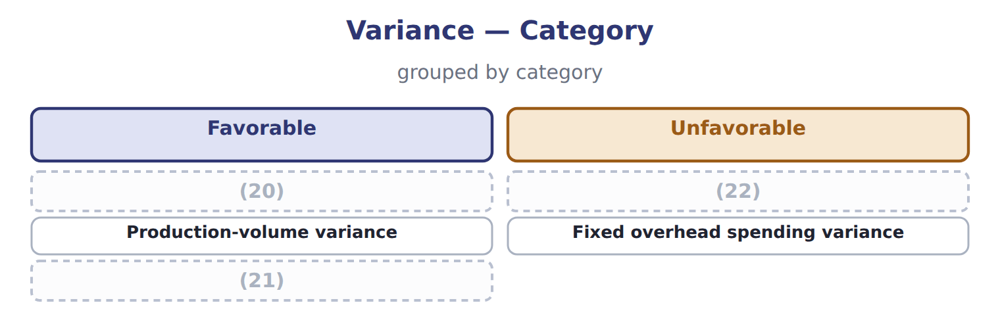 Variance — Category
grouped by category
Favorable
Unfavorable
(20)
(22)
Production-volume variance
Fixed overhead spending variance
(21)